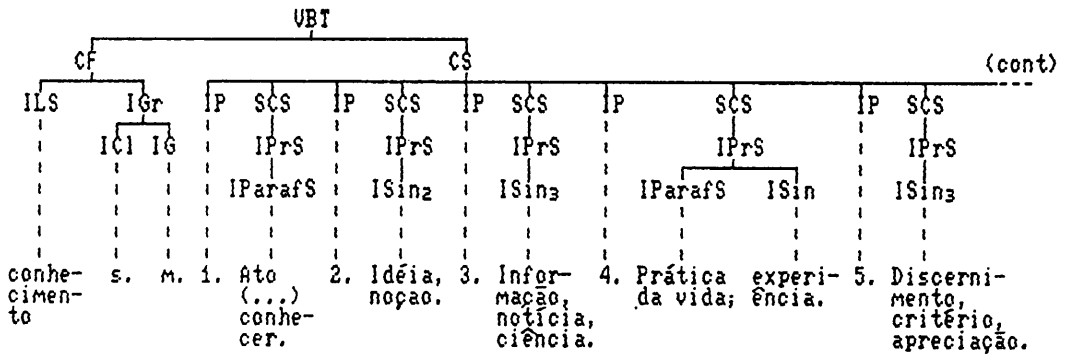 VBT
CF CS (cont)
ILS IGr IP SCS IP SCS IP SCS IP SCS IP SCS
ICl IG IPrS IPrS IPrS IPrS IPrS
IParafS ISin2 ISin3 IParafS ISin ISin3
conhe- s. m. 1. Ato 2. Idéia, 3. Infor- 4. Prática experi- 5. Discerni-
cimen- (...) noçao. mação, da vida; ência. mento,
to conhe- notícia, critério,
cer. ciência. apreciação.